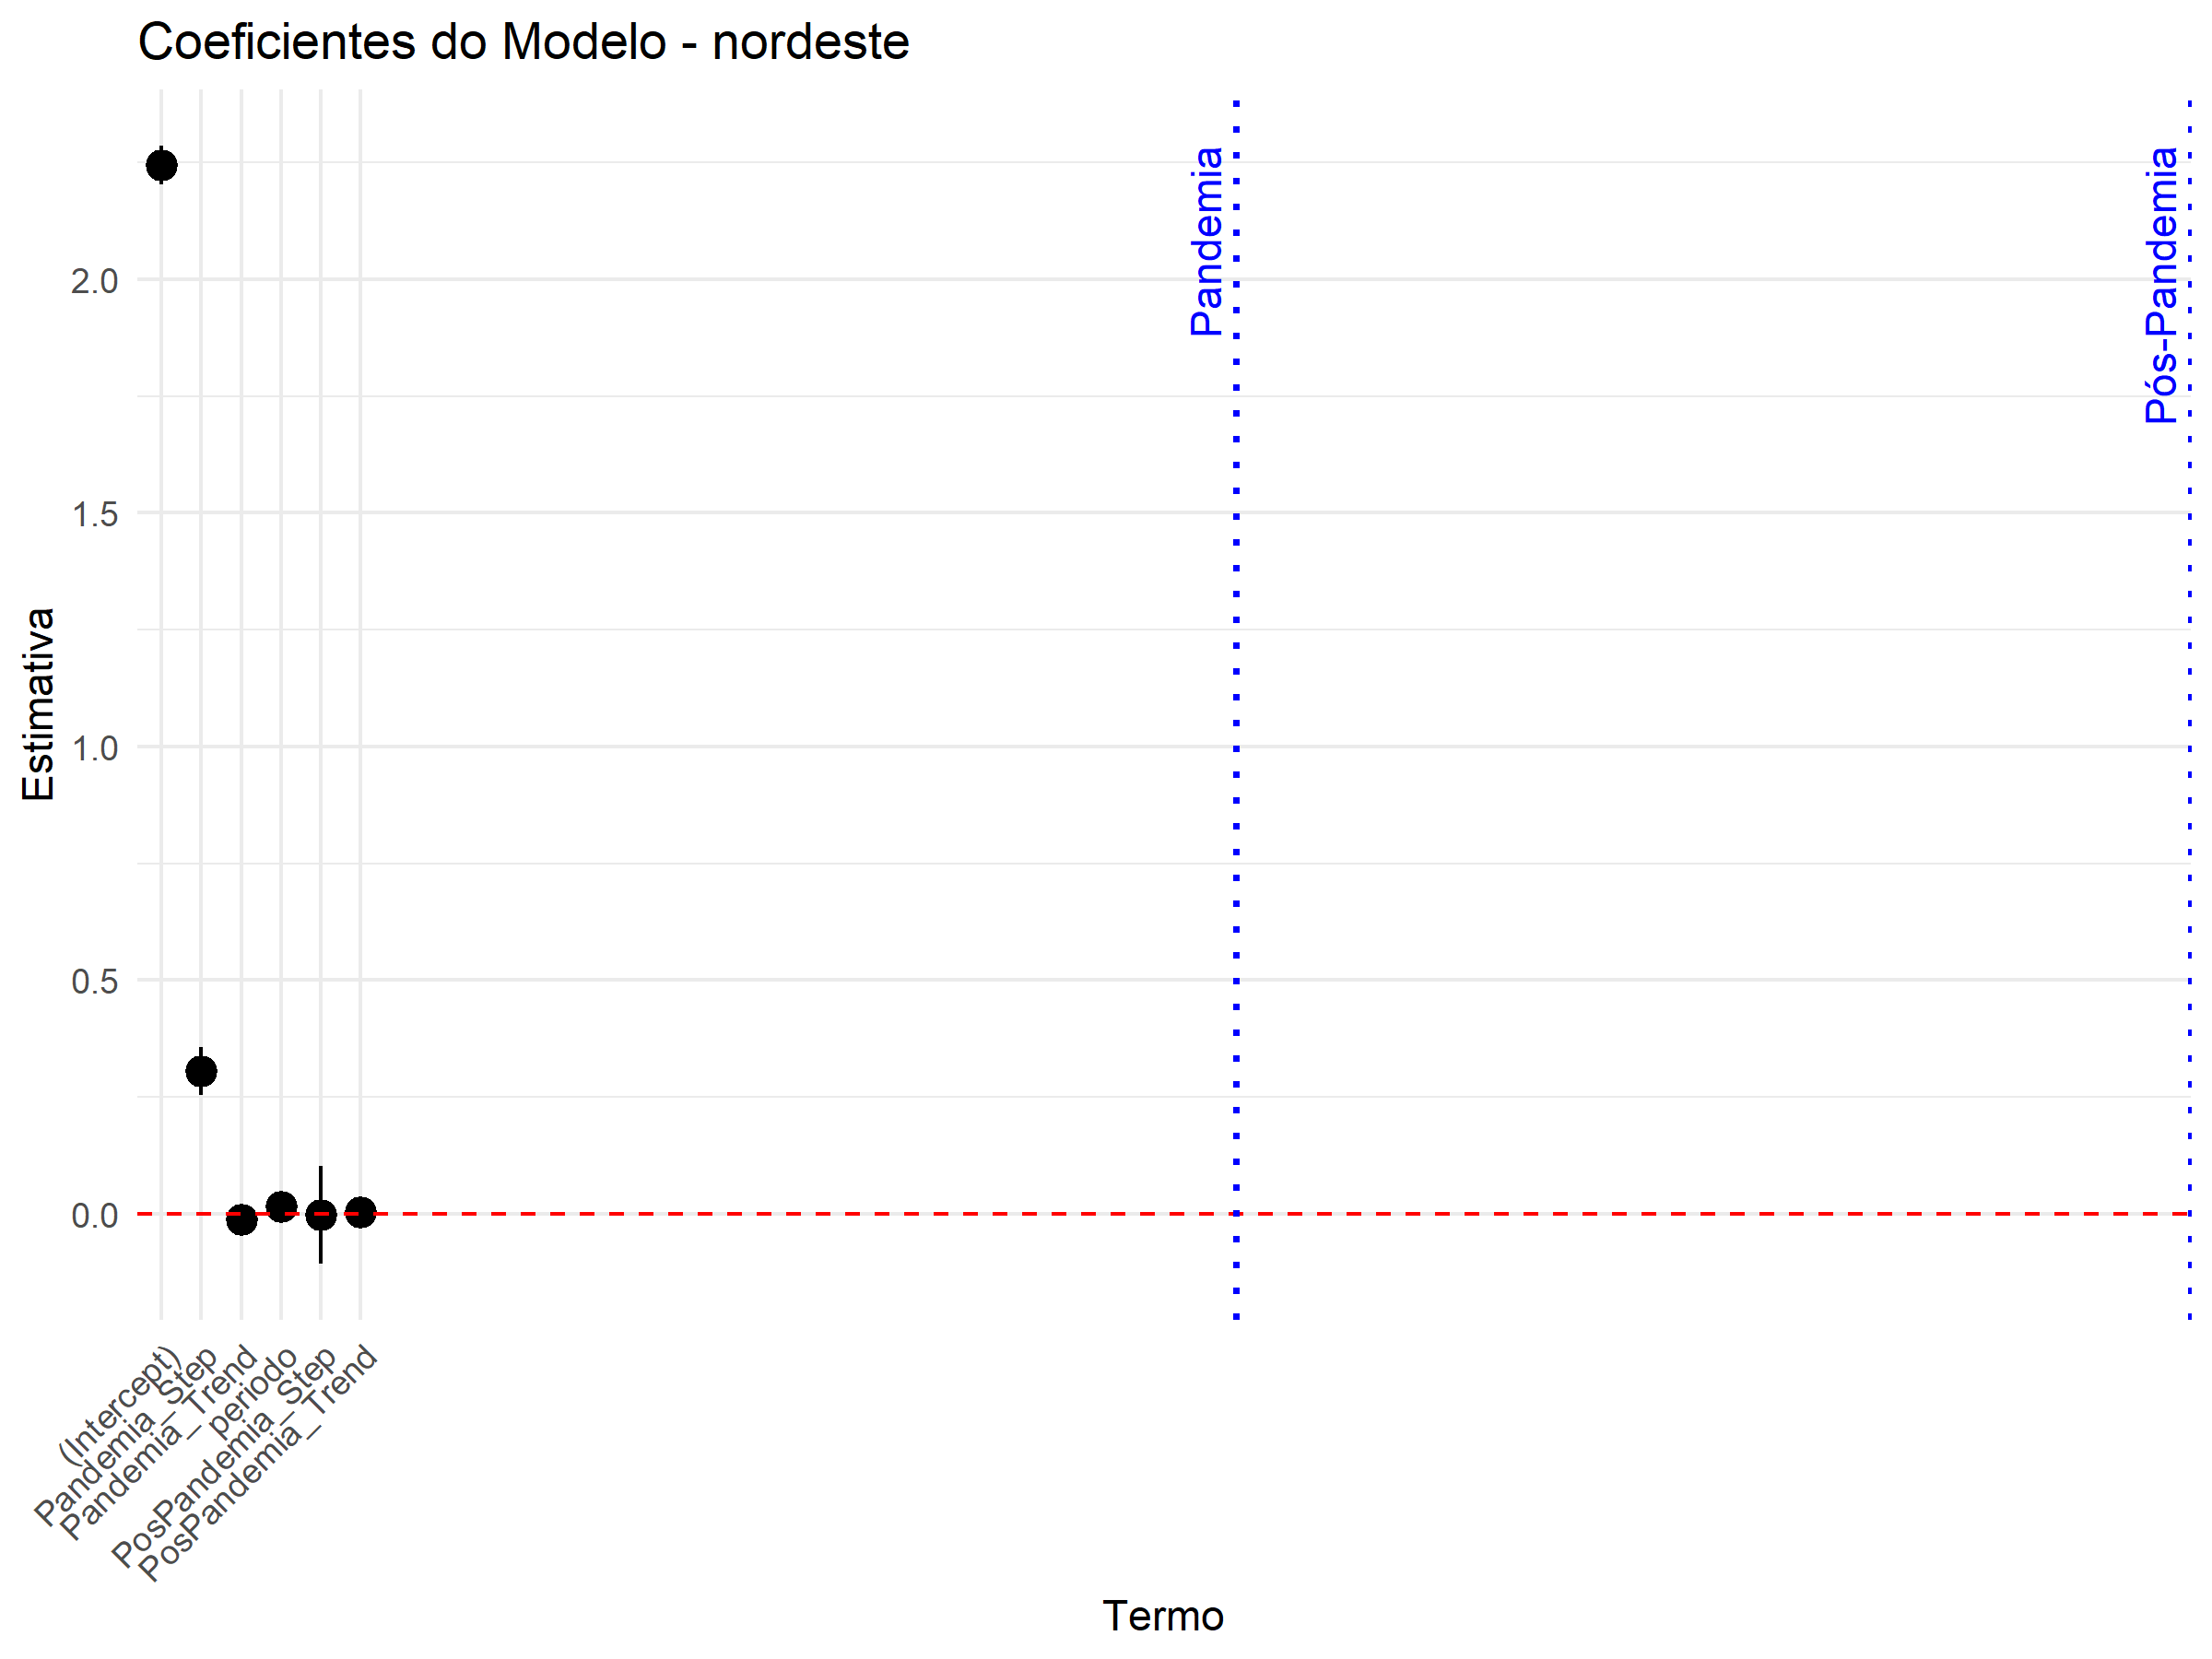 Coeficientes do Modelo - nordeste
Pandemia
Pós-Pandemia
Estimativa
2.0
1.5
1.0
0.5
0.0
(Intercept)
Pandemia_Step
Pandemia_Trend
periodo
PosPandemia_Step
PosPandemia_Trend
Termo